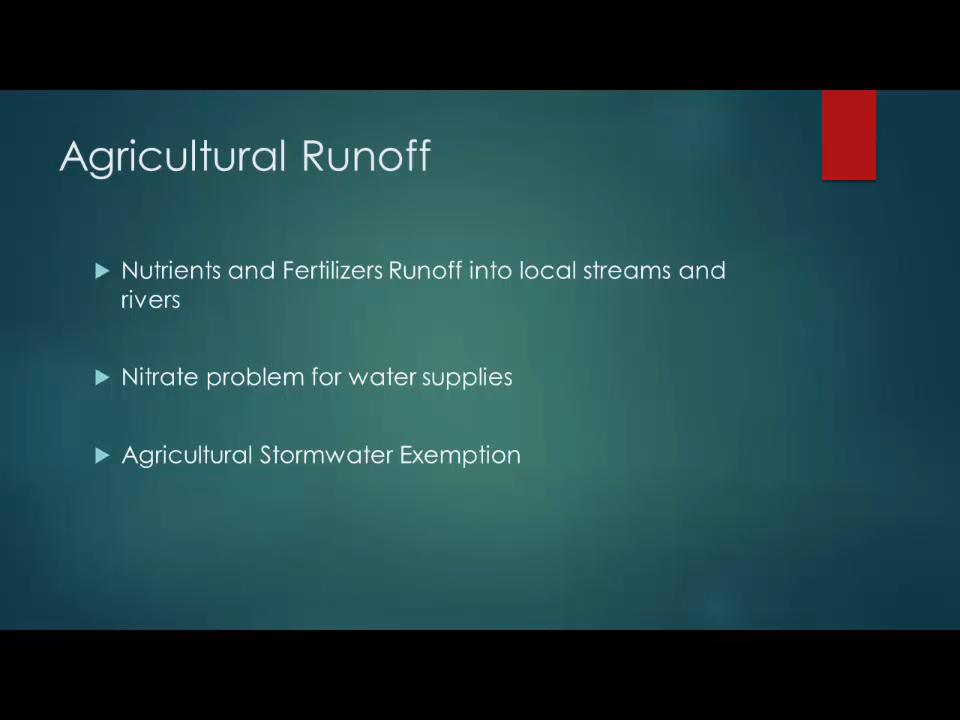 Agricultural Runoff
Nutrients and Fertilizers Runoff into local streams and
rivers
Nitrate problem for water supplies
Agricultural Stormwater Exemption